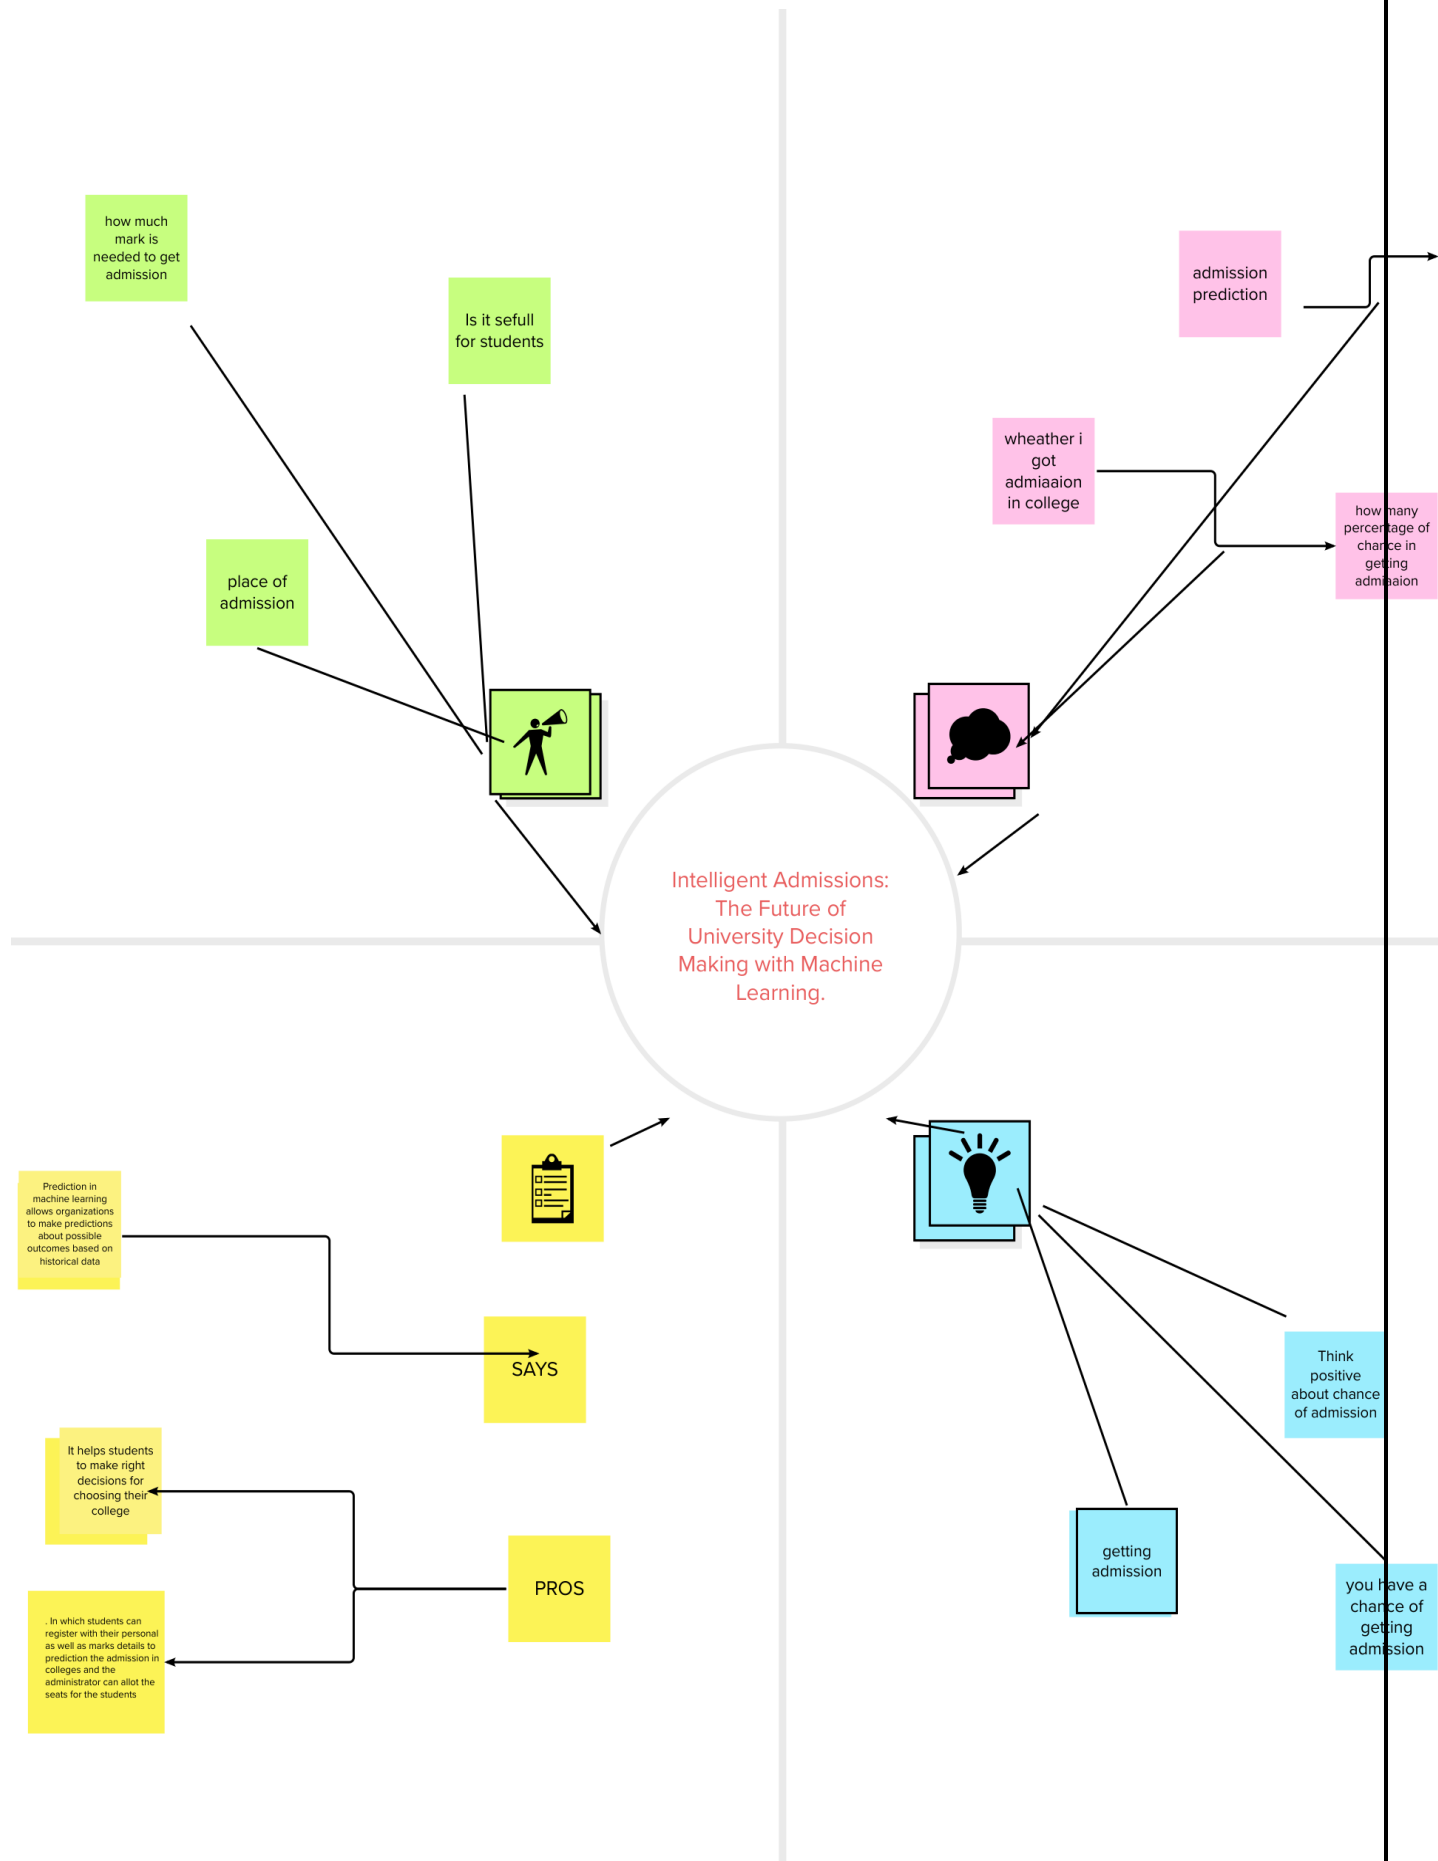 how much
mark is
needed to get
admission
Is it sefull
for students
place of
admission
admission
prediction
wheather i
got
admiaaion
in college
how many
percentage of
chance in
getting
admiaaion
Intelligent Admissions:
The Future of
University Decision
Making with Machine
Learning.
Prediction in
machine learning
allows organizations
to make predictions
about possible
outcomes based on
historical data
SAYS
It helps students
to make right
decisions for
choosing their
college
PROS
. In which students can
register with their personal
as well as marks details to
prediction the admission in
colleges and the
administrator can allot the
seats for the students
Think
positive
about chance
of admission
getting
admission
you have a
chance of
getting
admission